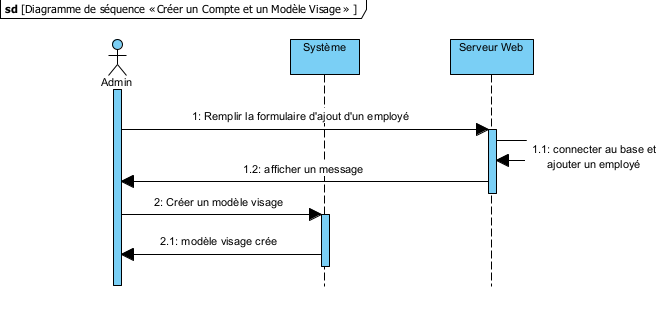 sd [Diagramme de séquence «Créer un Compte et un Modèle Visage» ]
Système
Serveur Web
Admin
1: Remplir la formulaire d'ajout d'un employé
1.1: connecter au base et
ajouter un employé
1.2: afficher un message
2: Créer un modèle visage
2.1: modèle visage crée